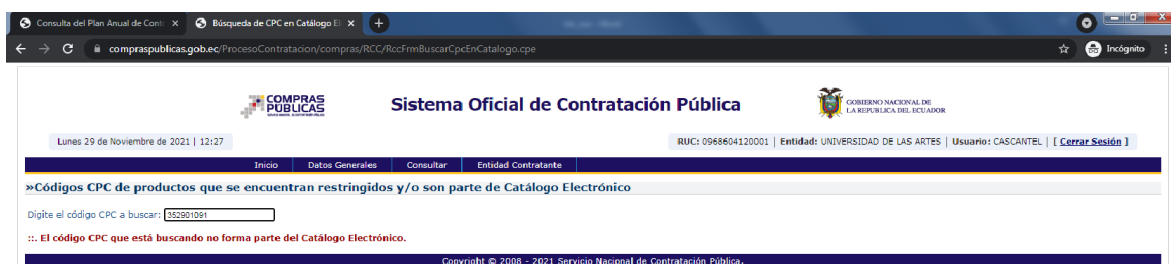 Consulta del Plan Anual de Cont
Búsqueda de CPC en Catálogo El
compraspublicas.gob.ec/ProcesoContratacion/compras/RCC/RccFrmBuscarCpcEnCatalogo.cpe
Incógnito
COMPRAS
PÚBLICAS
Sistema Oficial de Contratación Pública
GOBIERNO NACIONAL DE
LA REPUBLICA DEL ECUADOR
Lunes 29 de Noviembre de 2021 | 12:27
RUC: 0968604120001 | Entidad: UNIVERSIDAD DE LAS ARTES | Usuario: CASCANTEL | [ Cerrar Sesión ]
Inicio Datos Generales Consultar Entidad Contratante
»Códigos CPC de productos que se encuentran restringidos y/o son parte de Catálogo Electrónico
Digite el código CPC a buscar: 352901091
::. El código CPC que está buscando no forma parte del Catálogo Electrónico.
Copyright © 2008 - 2021 Servicio Nacional de Contratación Pública.